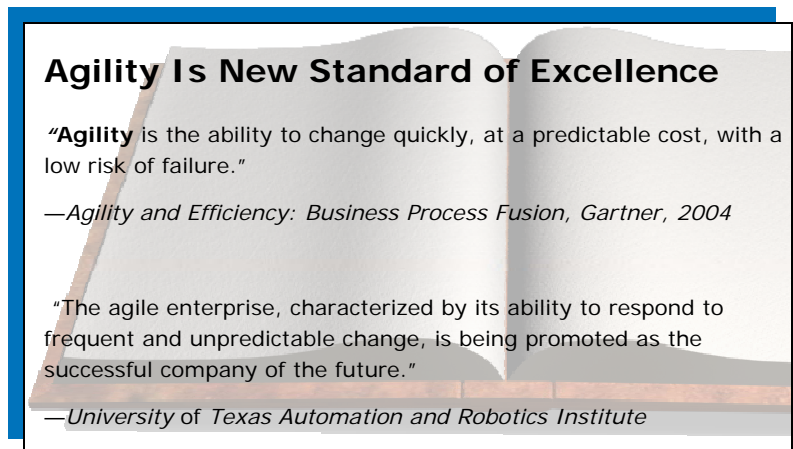 Agility Is New Standard of Excellence
“Agility is the ability to change quickly, at a predictable cost, with a
low risk of failure.”
—Agility and Efficiency: Business Process Fusion, Gartner, 2004
“The agile enterprise, characterized by its ability to respond to
frequent and unpredictable change, is being promoted as the
successful company of the future.”
—University of Texas Automation and Robotics Institute